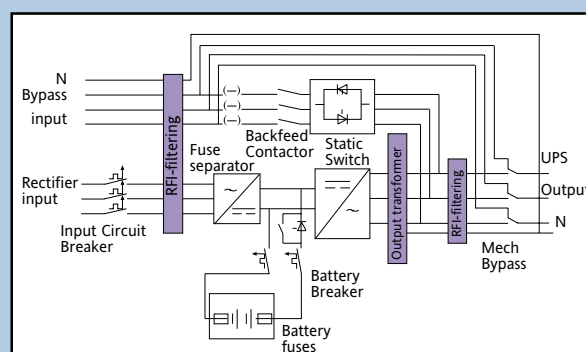 N
Bypass
input
Rectifier
input
Input Circuit
Breaker
RFI-filtering
Fuse
separator
Backfeed
Contactor
Static
Switch
Output transformer
RFI-filtering
UPS
Output
N
Mech
Bypass
Battery
Breaker
Battery
fuses